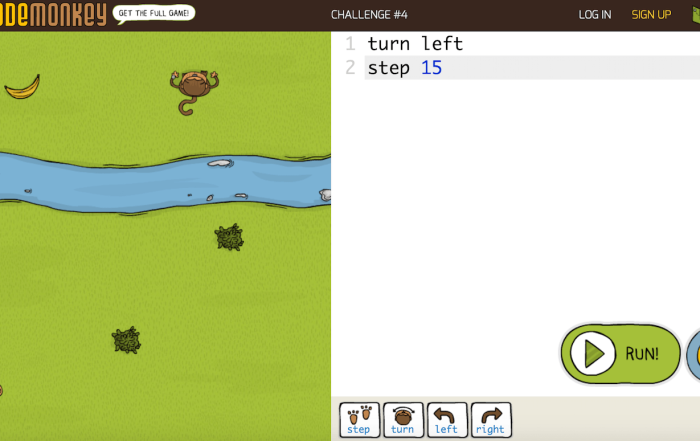 ODEMONKEY
GET THE FULL GAME!
CHALLENGE #4
LOG IN
SIGN UP
1 turn left
2 step 15
RUN!
step
turn
left
right